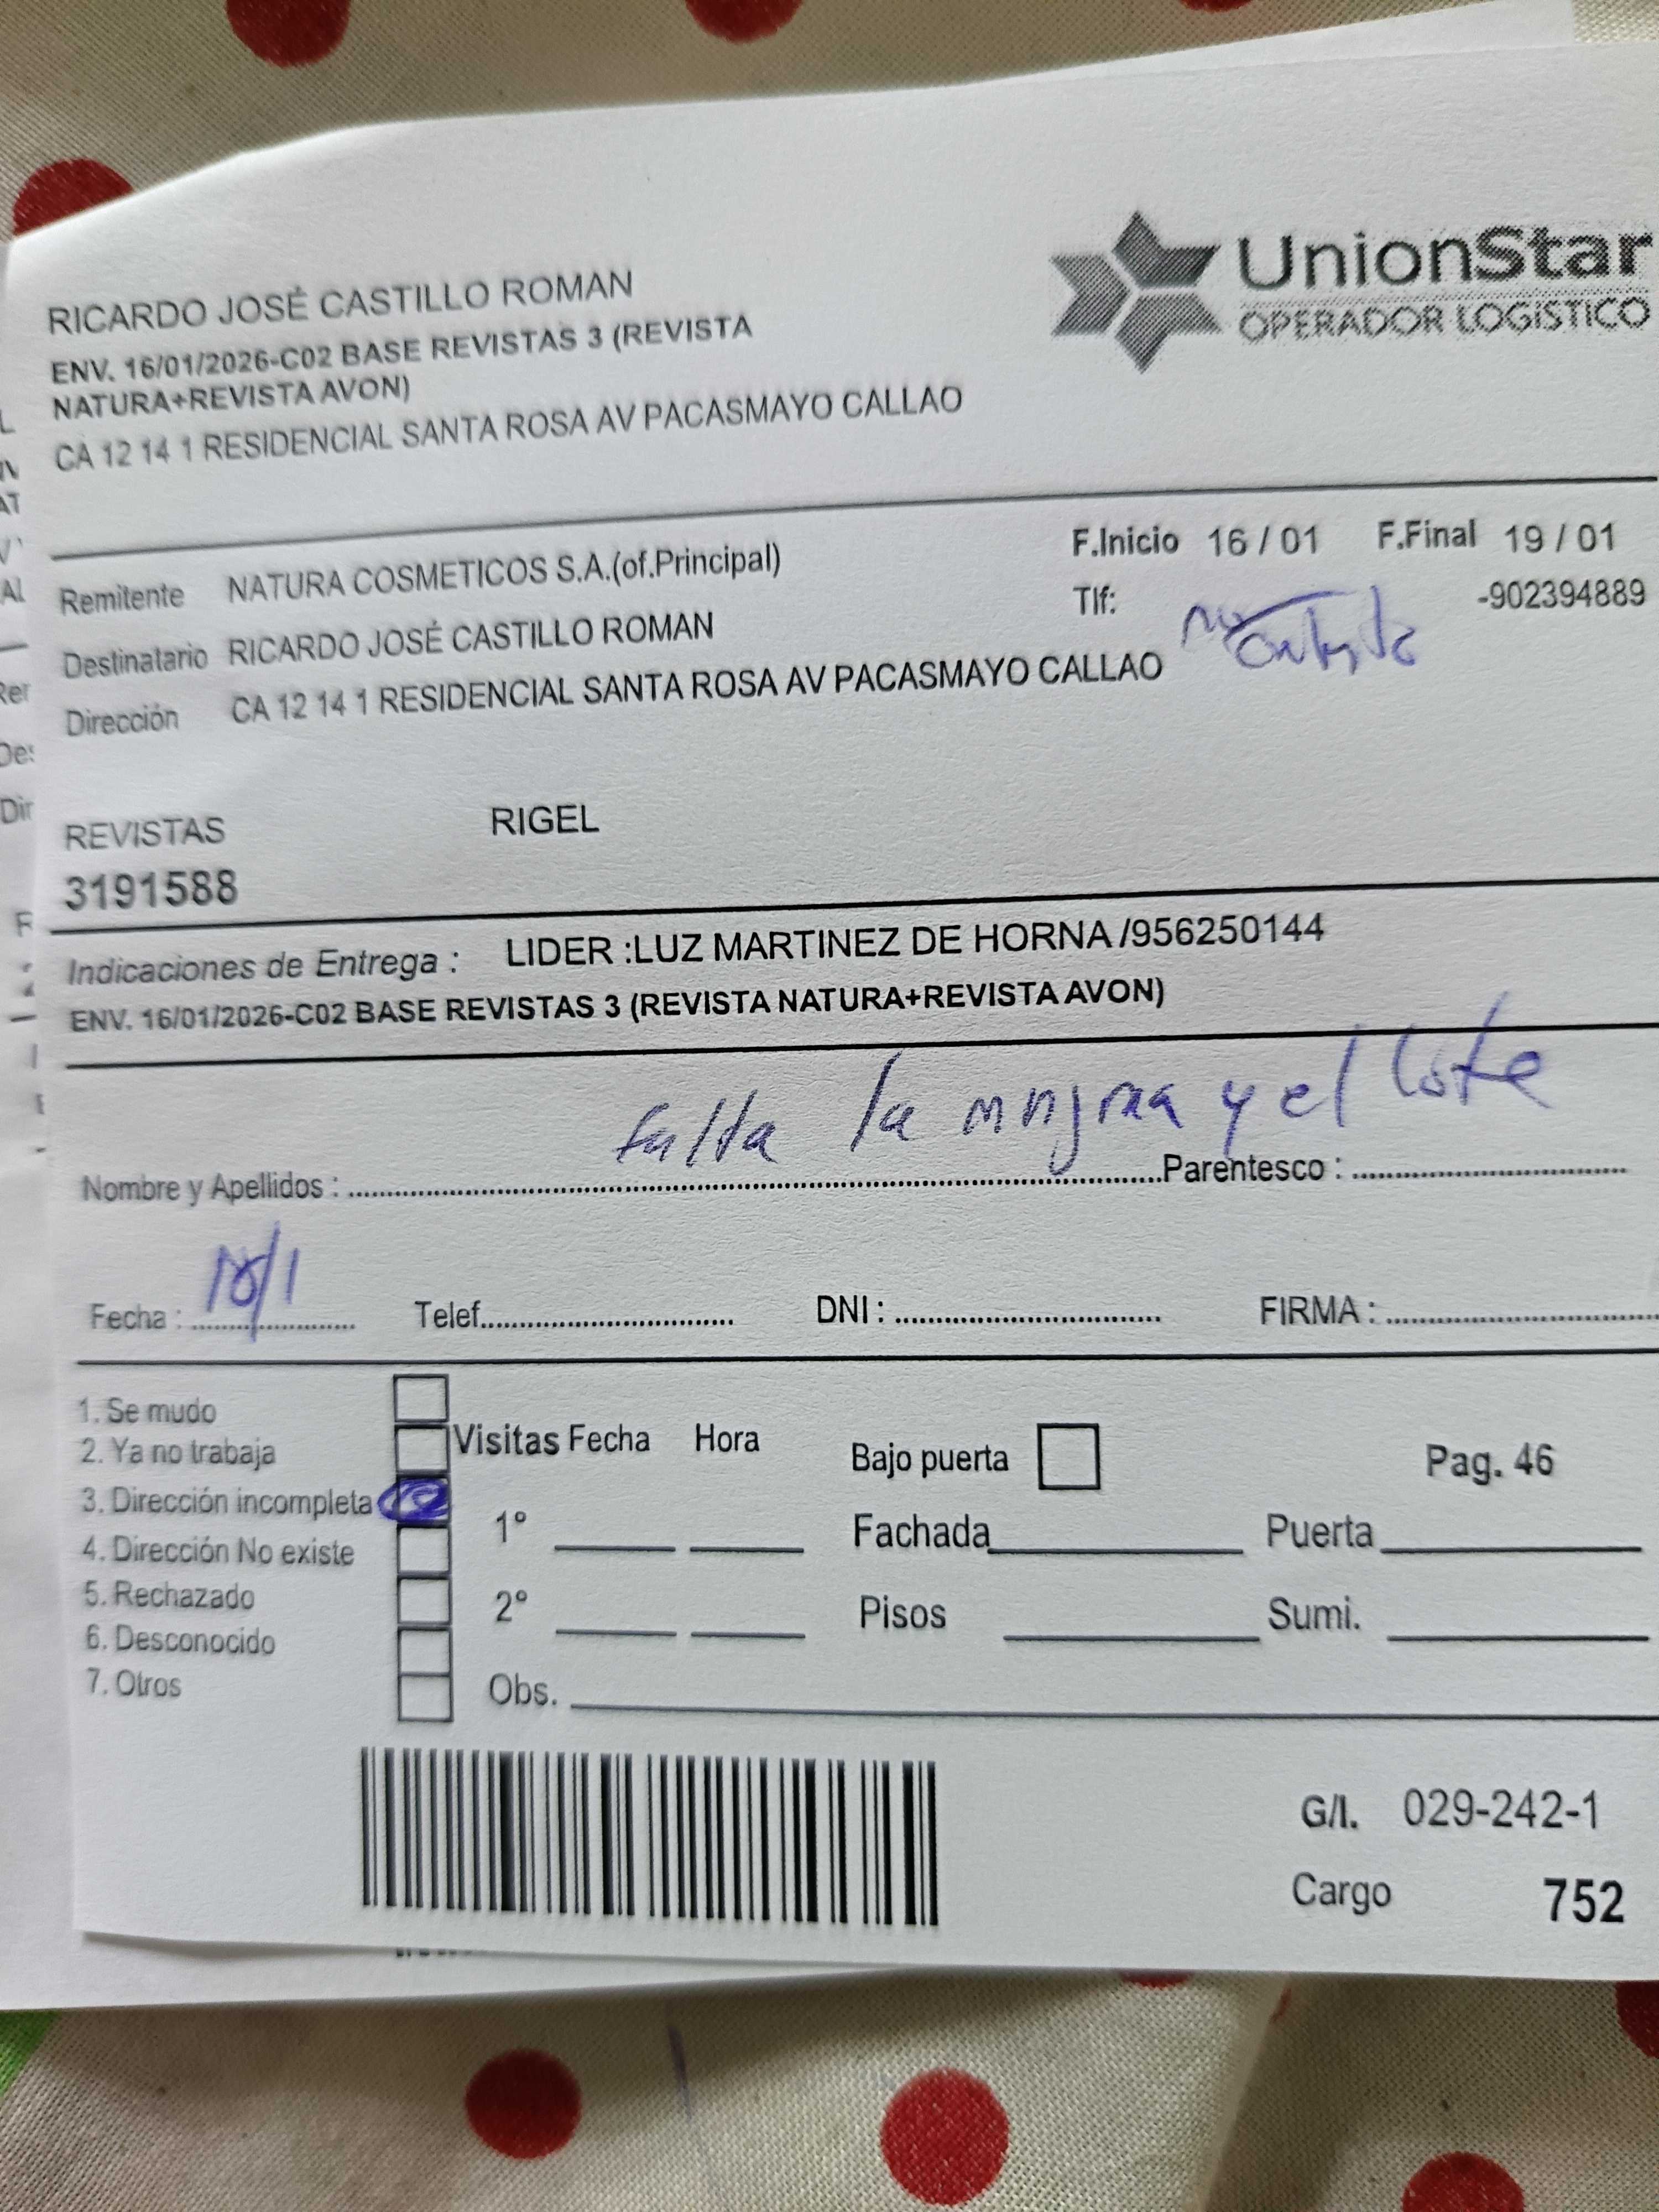 RICARDO JOSÉ CASTILLO ROMAN
ENV. 16/01/2026-C02 BASE REVISTAS 3 (REVISTA
NATURA+REVISTA AVON)
CA 12 14 1 RESIDENCIAL SANTA ROSA AV PACASMAYO CALLAO
UnionStar
OPERADOR LOGÍSTICO
Remitente NATURA COSMETICOS S.A.(of.Principal)
F.Inicio 16 / 01 F.Final 19 / 01
Tlf: -902394889
no contesta
Destinatario RICARDO JOSÉ CASTILLO ROMAN
Dirección CA 12 14 1 RESIDENCIAL SANTA ROSA AV PACASMAYO CALLAO
REVISTAS RIGEL
3191588
Indicaciones de Entrega : LIDER :LUZ MARTINEZ DE HORNA /956250144
ENV. 16/01/2026-C02 BASE REVISTAS 3 (REVISTA NATURA+REVISTA AVON)
falta la y el lote
Nombre y Apellidos : Parentesco :
Fecha : Telef. DNI : FIRMA :
1. Se mudo
2. Ya no trabaja
3. Dirección incompleta
4. Dirección No existe
5. Rechazado
6. Desconocido
7. Otros
Visitas Fecha Hora
1°
2°
Obs.
Bajo puerta
Fachada Puerta
Pisos Sumi.
Pag. 46
G/I. 029-242-1
Cargo 752